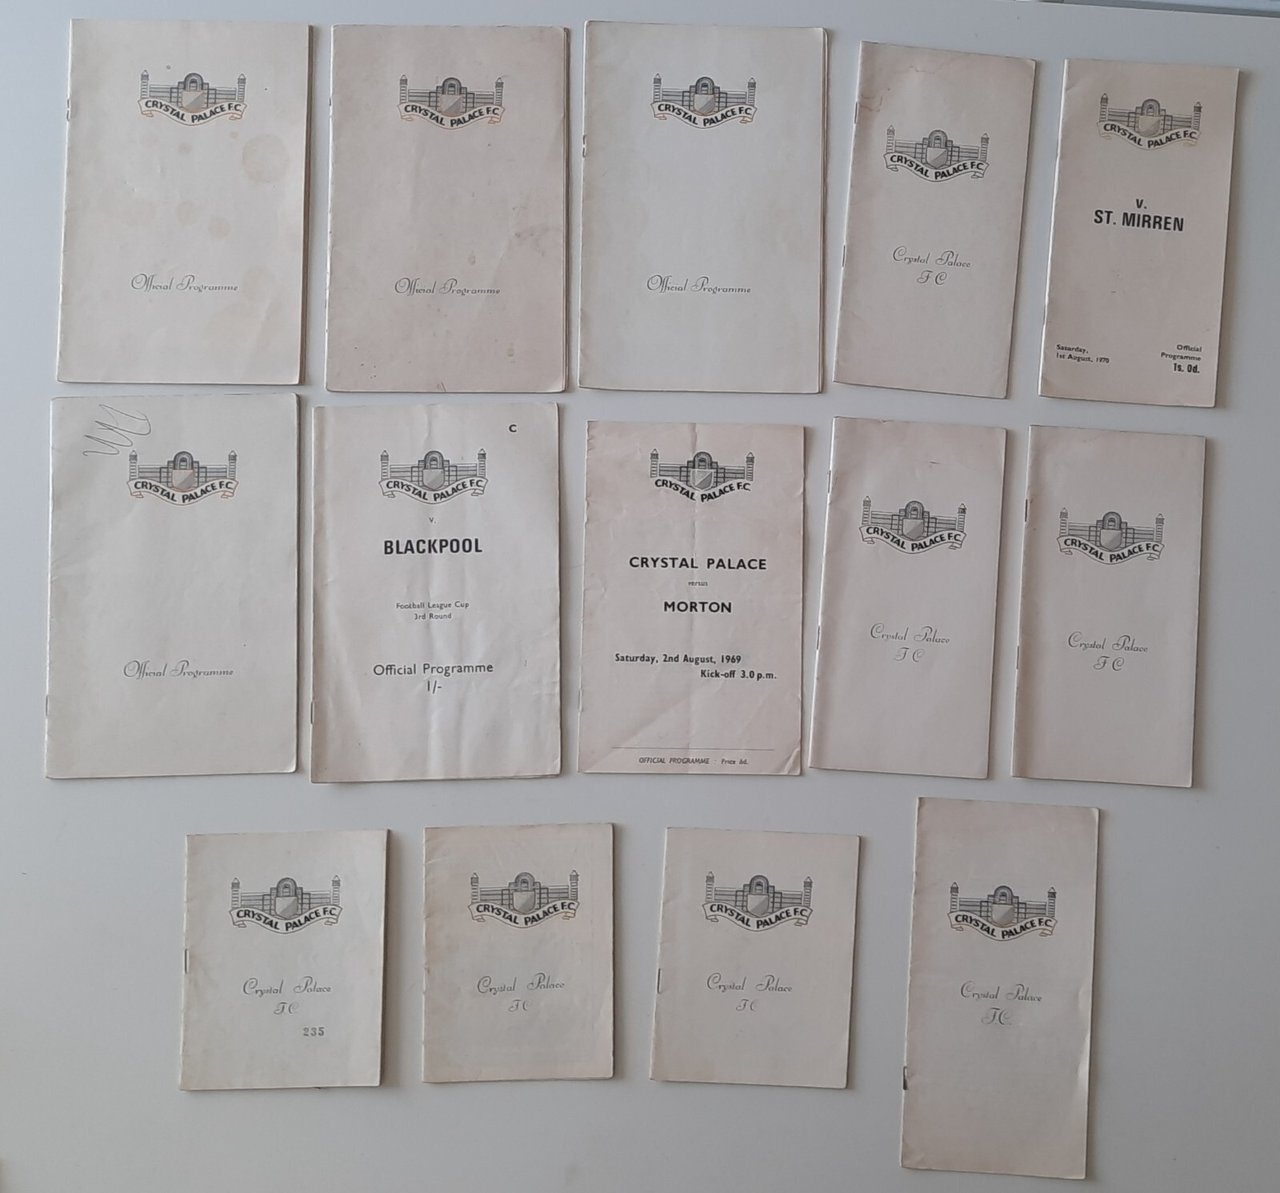 CRYSTAL PALACE F.C.
Official Programme
CRYSTAL PALACE F.C.
Official Programme
CRYSTAL PALACE F.C.
Official Programme
CRYSTAL PALACE F.C.
Crystal Palace
F C
CRYSTAL PALACE F.C.
v.
ST. MIRREN
Saturday,
1st August, 1970
Official
Programme
1s. 0d.
CRYSTAL PALACE F.C.
Official Programme
C
CRYSTAL PALACE F.C.
v.
BLACKPOOL
Football League Cup
3rd Round
Official Programme
1/-
CRYSTAL PALACE F.C.
CRYSTAL PALACE
versus
MORTON
Saturday, 2nd August, 1969
Kick-off 3.0 p.m.
OFFICIAL PROGRAMME : Price 6d.
CRYSTAL PALACE F.C.
Crystal Palace
F C
CRYSTAL PALACE F.C.
Crystal Palace
F C
CRYSTAL PALACE F.C.
Crystal Palace
F C
235
CRYSTAL PALACE F.C.
Crystal Palace
F C
CRYSTAL PALACE F.C.
Crystal Palace
F C
CRYSTAL PALACE F.C.
Crystal Palace
F.C.